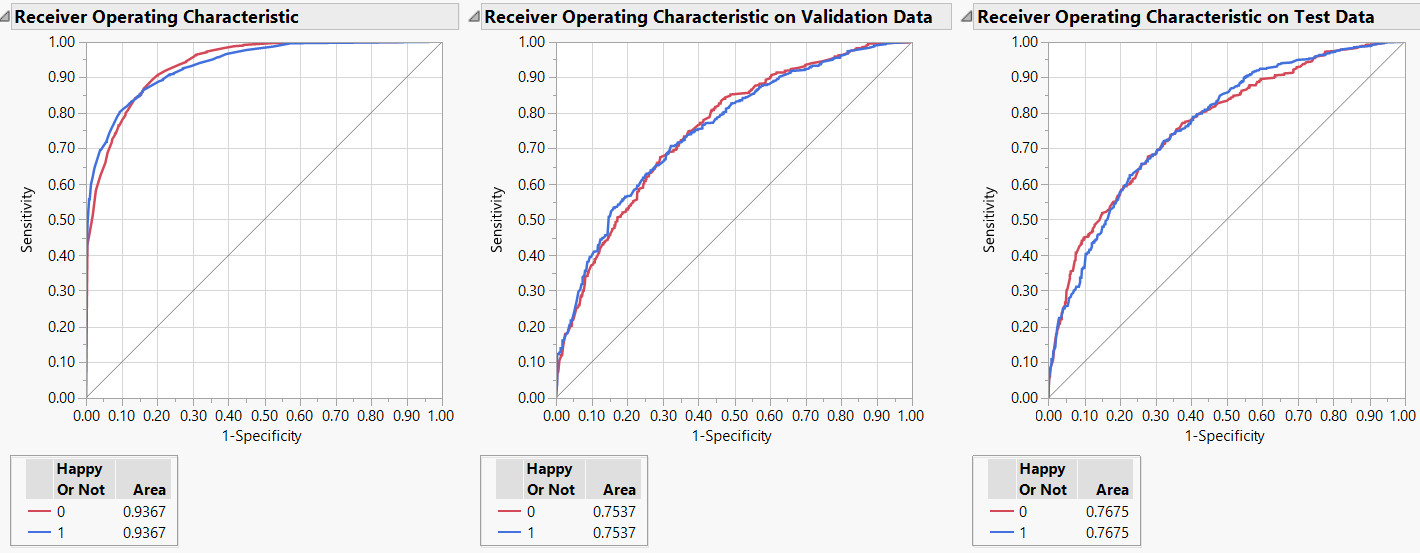 Receiver Operating Characteristic
1.00
0.90
0.80
0.70
0.60
0.50
0.40
0.30
0.20
0.10
0.00
Sensitivity
0.00 0.10 0.20 0.30 0.40 0.50 0.60 0.70 0.80 0.90 1.00
1-Specificity
Happy
Or Not Area
0 0.9367
1 0.9367
Receiver Operating Characteristic on Validation Data
1.00
0.90
0.80
0.70
0.60
0.50
0.40
0.30
0.20
0.10
0.00
Sensitivity
0.00 0.10 0.20 0.30 0.40 0.50 0.60 0.70 0.80 0.90 1.00
1-Specificity
Happy
Or Not Area
0 0.7537
1 0.7537
Receiver Operating Characteristic on Test Data
1.00
0.90
0.80
0.70
0.60
0.50
0.40
0.30
0.20
0.10
0.00
Sensitivity
0.00 0.10 0.20 0.30 0.40 0.50 0.60 0.70 0.80 0.90 1.00
1-Specificity
Happy
Or Not Area
0 0.7675
1 0.7675